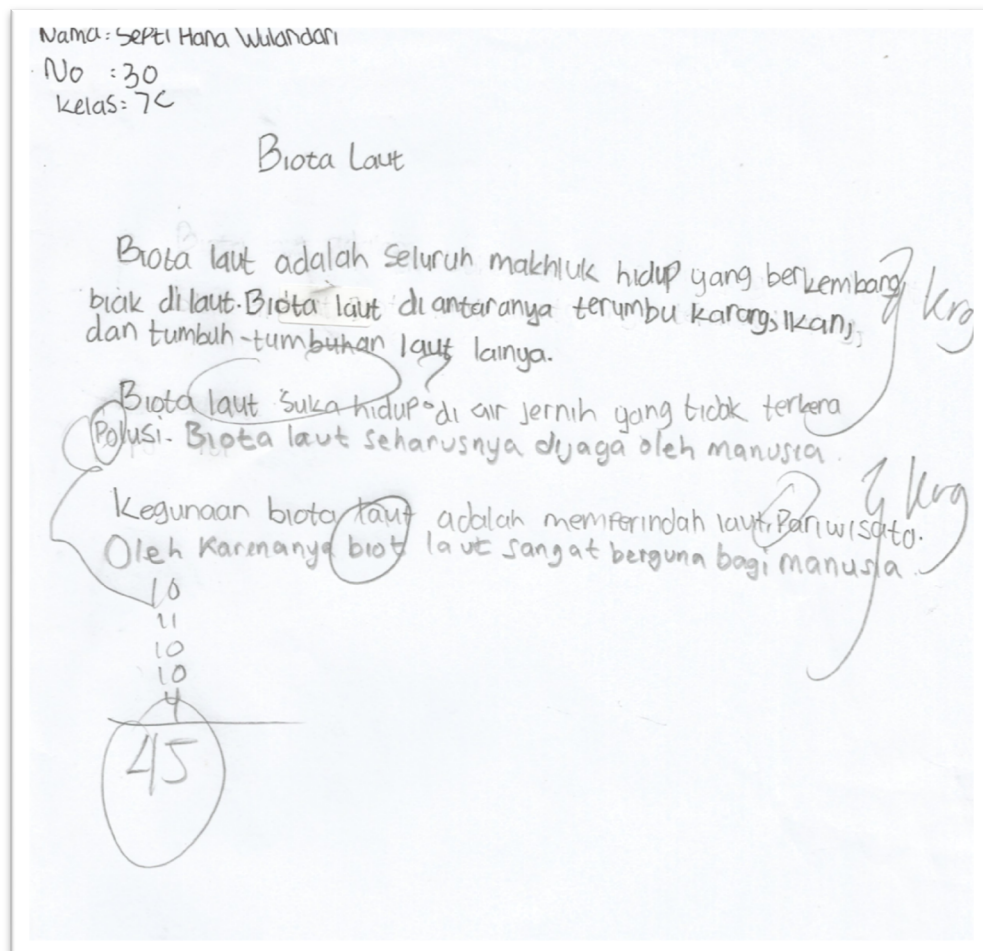 Nama: Septi Hana Wulandari
No : 30
Kelas: 7C
Biota Laut
Biota laut adalah seluruh makhluk hidup yang berkembang
biak di laut. Biota laut di antaranya terumbu karang, ikan,
dan tumbuh-tumbuhan laut lainya.
krg
Biota laut suka hidup di air jernih yang tidak terkena
Polusi. Biota laut seharusnya dijaga oleh manusia.
Kegunaan biota laut adalah memperindah laut, Pariwisata.
Oleh Karenanya biot laut sangat berguna bagi manusia.
krg
10
11
10
10
4
45